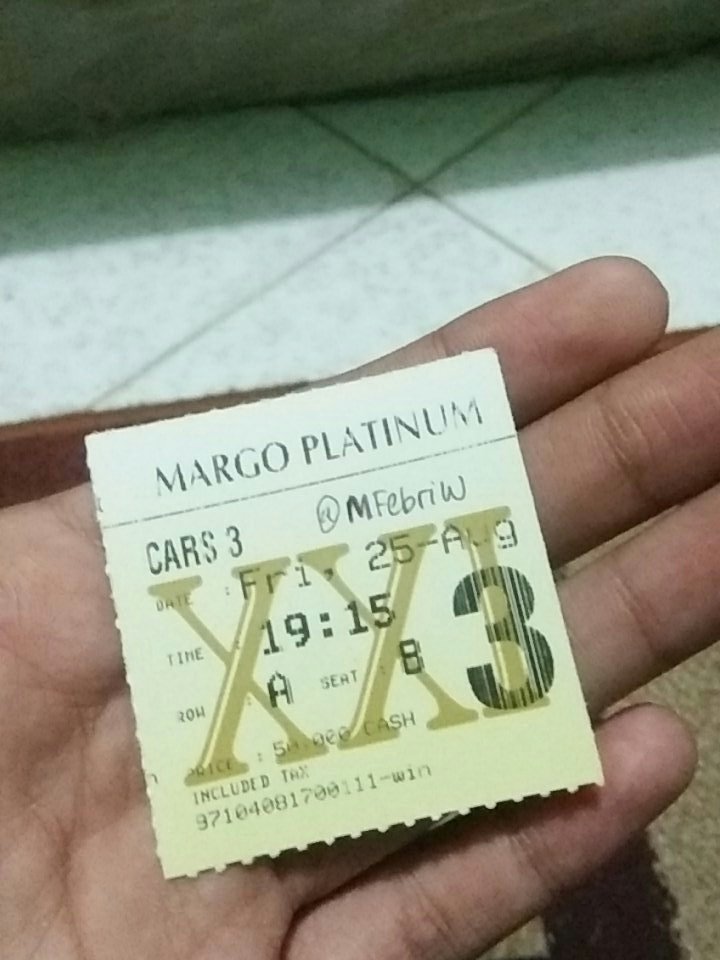 MARGO PLATINUM
@MFebriW
CARS 3
DATE : Fri, 25-Aug
TIME : 19:15
ROW : A SEAT : 8
3
XXI
PRICE : 50.000 CASH
INCLUDED TAX
97104081700111-win